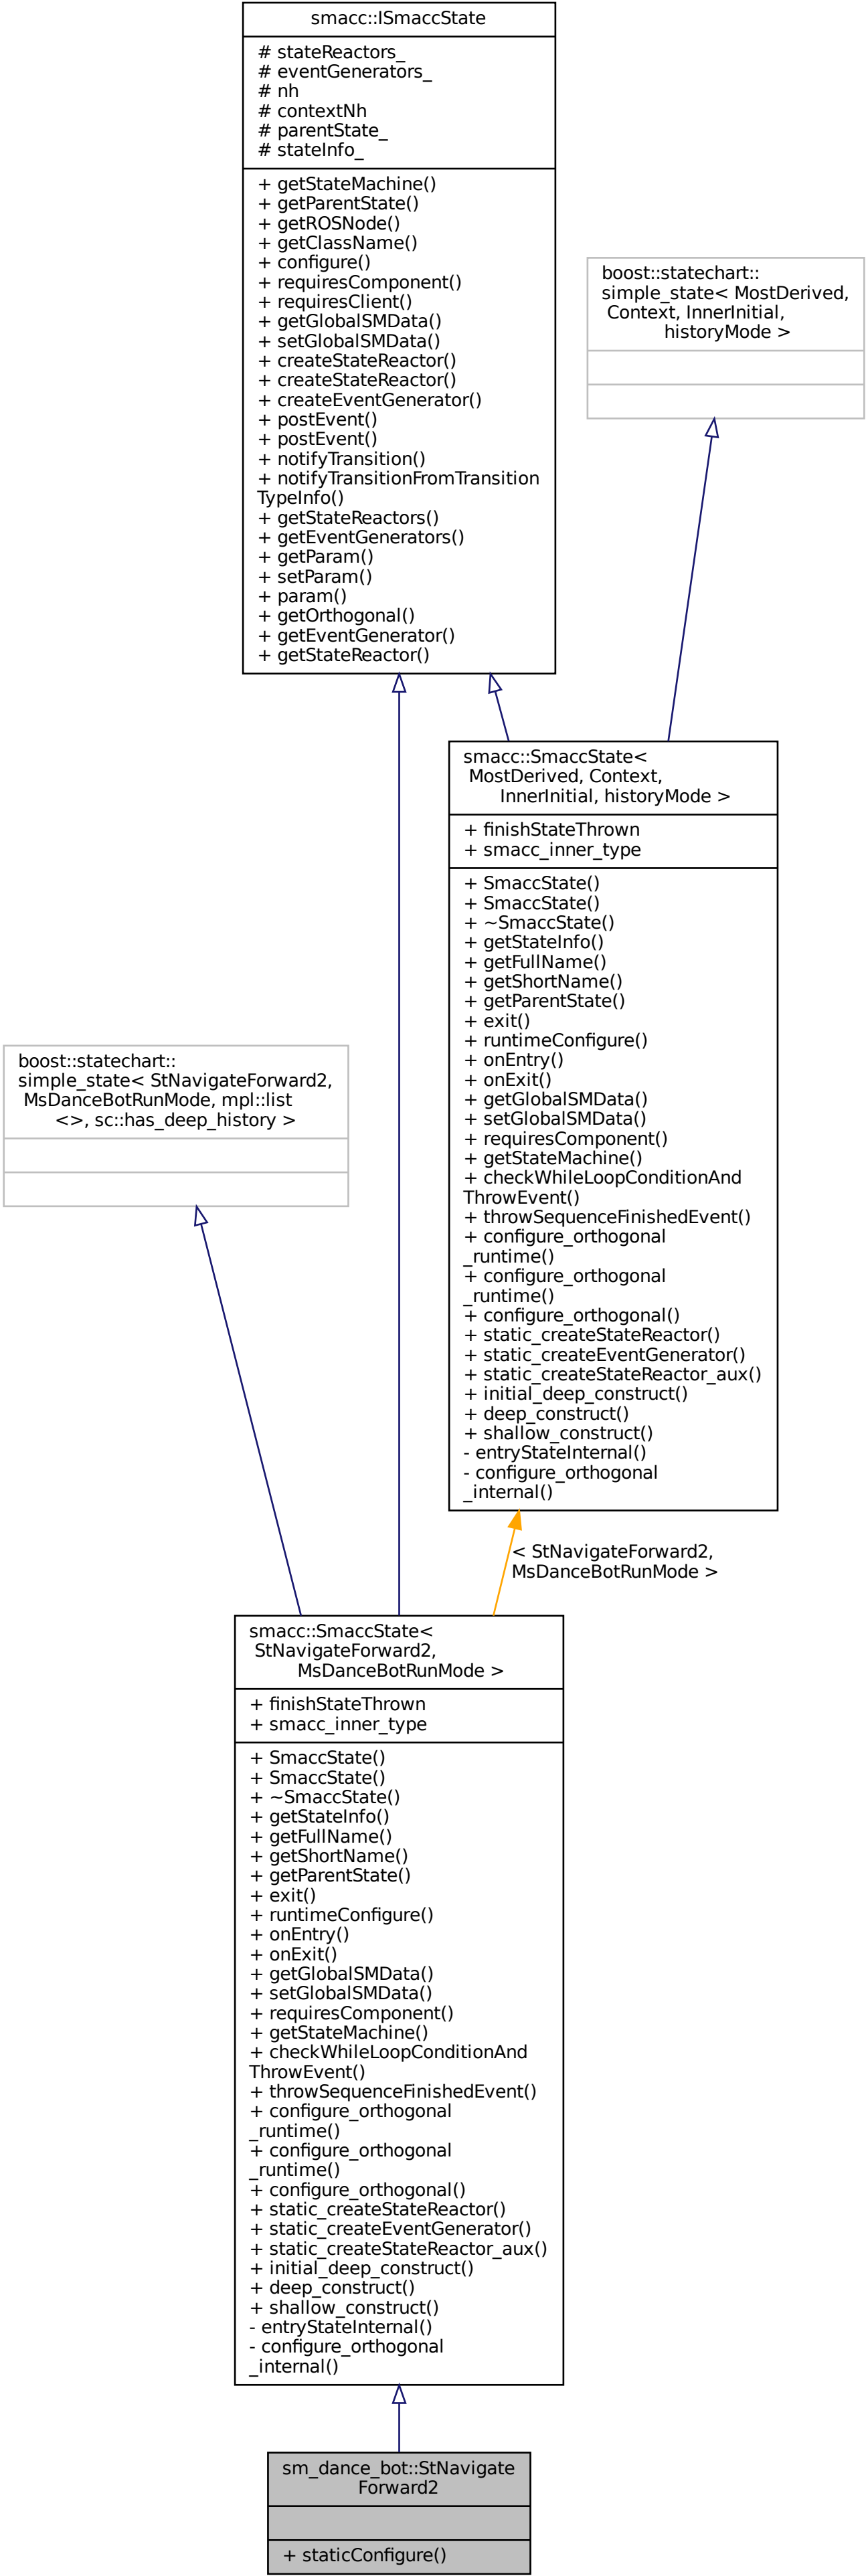 smacc::ISmaccState
# stateReactors_
# eventGenerators_
# nh
# contextNh
# parentState_
# stateInfo_
+ getStateMachine()
+ getParentState()
+ getROSNode()
+ getClassName()
+ configure()
+ requiresComponent()
+ requiresClient()
+ getGlobalSMData()
+ setGlobalSMData()
+ createStateReactor()
+ createStateReactor()
+ createEventGenerator()
+ postEvent()
+ postEvent()
+ notifyTransition()
+ notifyTransitionFromTransition
TypeInfo()
+ getStateReactors()
+ getEventGenerators()
+ getParam()
+ setParam()
+ param()
+ getOrthogonal()
+ getEventGenerator()
+ getStateReactor()
boost::statechart::
simple_state< MostDerived,
Context, InnerInitial,
historyMode >
smacc::SmaccState<
MostDerived, Context,
InnerInitial, historyMode >
+ finishStateThrown
+ smacc_inner_type
+ SmaccState()
+ SmaccState()
+ ~SmaccState()
+ getStateInfo()
+ getFullName()
+ getShortName()
+ getParentState()
+ exit()
+ runtimeConfigure()
+ onEntry()
+ onExit()
+ getGlobalSMData()
+ setGlobalSMData()
+ requiresComponent()
+ getStateMachine()
+ checkWhileLoopConditionAnd
ThrowEvent()
+ throwSequenceFinishedEvent()
+ configure_orthogonal
_runtime()
+ configure_orthogonal
_runtime()
+ configure_orthogonal()
+ static_createStateReactor()
+ static_createEventGenerator()
+ static_createStateReactor_aux()
+ initial_deep_construct()
+ deep_construct()
+ shallow_construct()
- entryStateInternal()
- configure_orthogonal
_internal()
boost::statechart::
simple_state< StNavigateForward2,
MsDanceBotRunMode, mpl::list
<>, sc::has_deep_history >
< StNavigateForward2,
MsDanceBotRunMode >
smacc::SmaccState<
StNavigateForward2,
MsDanceBotRunMode >
+ finishStateThrown
+ smacc_inner_type
+ SmaccState()
+ SmaccState()
+ ~SmaccState()
+ getStateInfo()
+ getFullName()
+ getShortName()
+ getParentState()
+ exit()
+ runtimeConfigure()
+ onEntry()
+ onExit()
+ getGlobalSMData()
+ setGlobalSMData()
+ requiresComponent()
+ getStateMachine()
+ checkWhileLoopConditionAnd
ThrowEvent()
+ throwSequenceFinishedEvent()
+ configure_orthogonal
_runtime()
+ configure_orthogonal
_runtime()
+ configure_orthogonal()
+ static_createStateReactor()
+ static_createEventGenerator()
+ static_createStateReactor_aux()
+ initial_deep_construct()
+ deep_construct()
+ shallow_construct()
- entryStateInternal()
- configure_orthogonal
_internal()
sm_dance_bot::StNavigate
Forward2
+ staticConfigure()